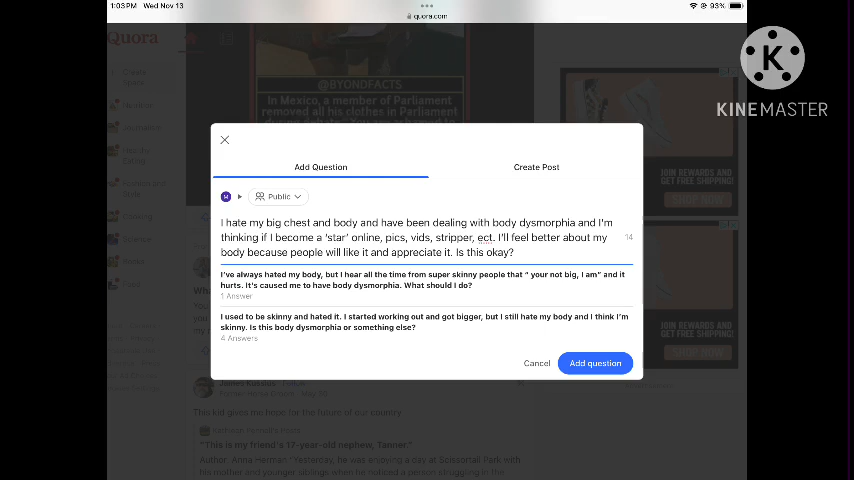 1:03 PM Wed Nov 13
93%
quora.com
Quora
@BYONDFACTS
In Mexico, a member of Parliament
removed all his clothes in Parliament
KINEMASTER
Add Question
Create Post
M
Public
I hate my big chest and body and have been dealing with body dysmorphia and I'm
thinking if I become a 'star' online, pics, vids, stripper, ect. I'll feel better about my
14
body because people will like it and appreciate it. Is this okay?
I've always hated my body, but I hear all the time from super skinny people that " your not big, I am" and it
hurts. It's caused me to have body dysmorphia. What should I do?
1 Answer
I used to be skinny and hated it. I started working out and got bigger, but I still hate my body and I think I'm
skinny. Is this body dysmorphia or something else?
4 Answers
Cancel
Add question
JOIN REWARDS AND
GET FREE SHIPPING!
JOIN REWARDS AND
GET FREE SHIPPING!
This kid gives me hope for the future of our country
"This is my friend's 17-year-old nephew, Tanner."
Author: Anna Herman "Yesterday, he was enjoying a day at Scissortail Park with
his mother and younger siblings when he noticed a person struggling in the